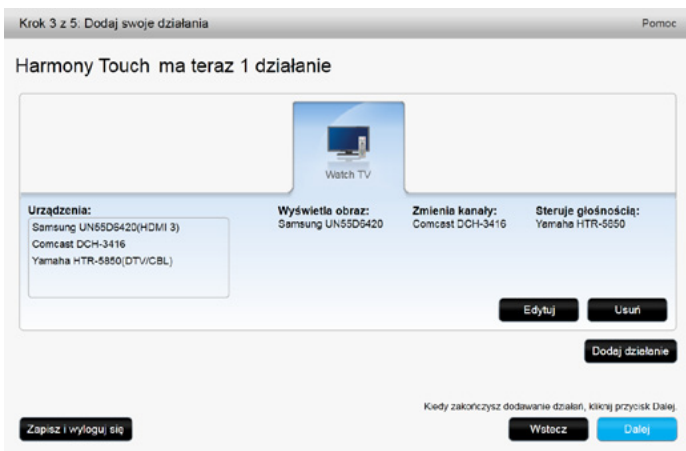 Krok 3 z 5: Dodaj swoje działania
Pomoc
Harmony Touch ma teraz 1 działanie
Watch TV
Urządzenia:
Samsung UN55D6420(HDMI 3)
Comcast DCH-3416
Yamaha HTR-5850(DTV/CBL)
Wyświetla obraz:
Samsung UN55D6420
Zmienia kanały:
Comcast DCH-3416
Steruje głośnością:
Yamaha HTR-5850
Edytuj
Usuń
Dodaj działanie
Kiedy zakończysz dodawanie działań, kliknij przycisk Dalej.
Zapisz i wyloguj się
Wstecz
Dalej